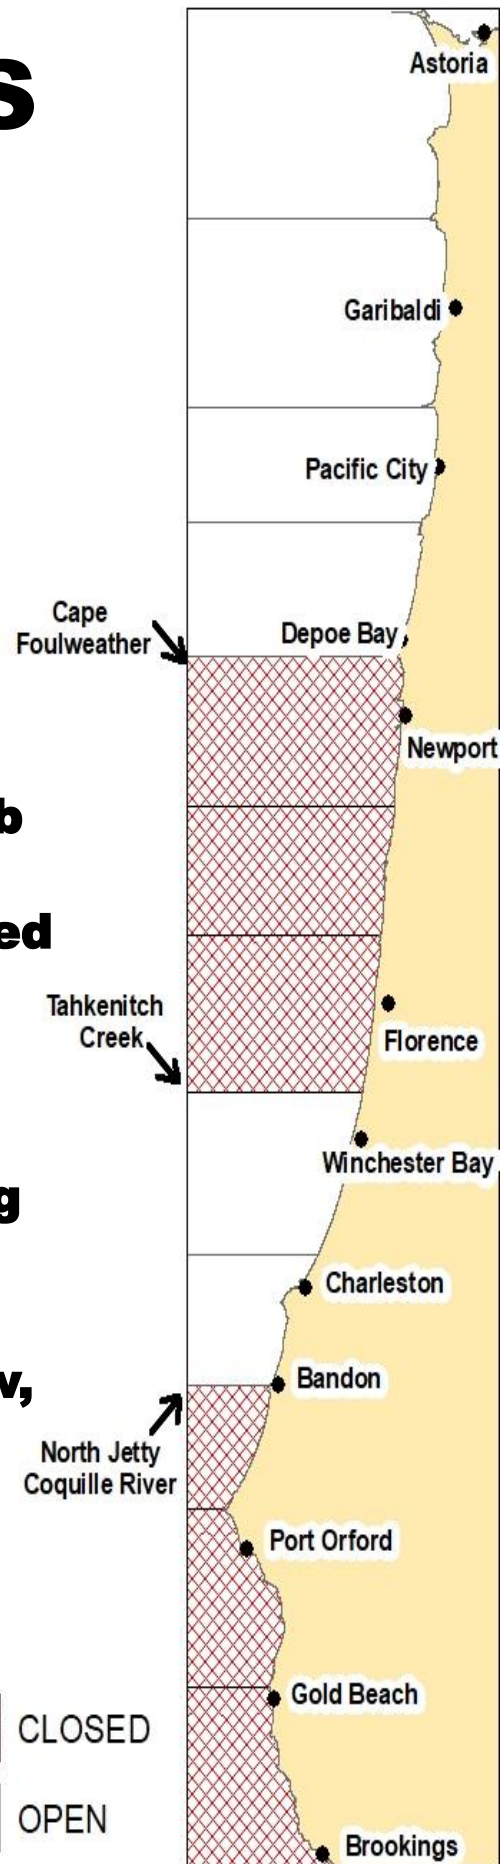 s
Astoria
Garibaldi
Pacific City
Cape
Foulweather
Depoe Bay
Newport
b
ed
Tahkenitch
Creek
Florence
Winchester Bay
g
Charleston
Bandon
v,
North Jetty
Coquille River
Port Orford
Gold Beach
CLOSED
OPEN
Brookings